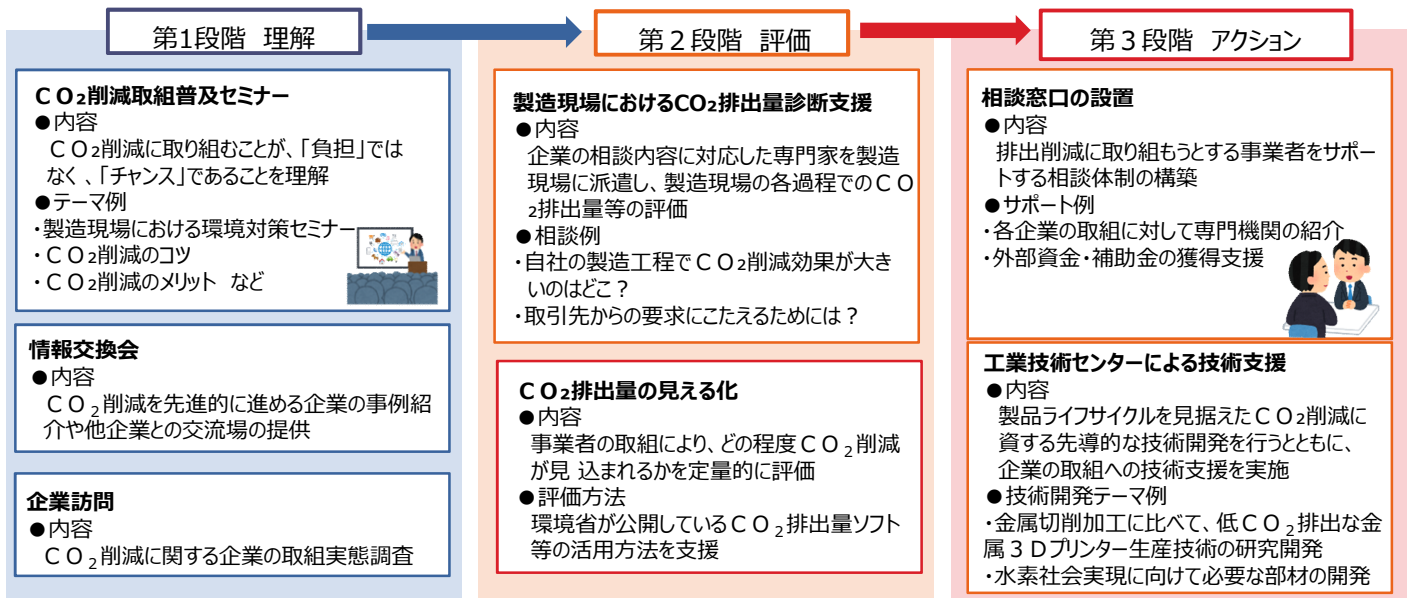 第1段階 理解
ＣＯ₂削減取組普及セミナー
●内容
ＣＯ₂削減に取り組むことが、「負担」では
なく、「チャンス」であることを理解
●テーマ例
・製造現場における環境対策セミナー
・ＣＯ₂削減のコツ
・ＣＯ₂削減のメリット など
情報交換会
●内容
ＣＯ₂削減を先進的に進める企業の事例紹
介や他企業との交流場の提供
企業訪問
●内容
ＣＯ₂削減に関する企業の取組実態調査
第２段階 評価
製造現場におけるCO₂排出量診断支援
●内容
企業の相談内容に対応した専門家を製造
現場に派遣し、製造現場の各過程でのＣＯ
₂排出量等の評価
●相談例
・自社の製造工程でＣＯ₂削減効果が大き
いのはどこ？
・取引先からの要求にこたえるためには？
ＣＯ₂排出量の見える化
●内容
事業者の取組により、どの程度ＣＯ₂削減
が見 込まれるかを定量的に評価
●評価方法
環境省が公開しているＣＯ₂排出量ソフト
等の活用方法を支援
第３段階 アクション
相談窓口の設置
●内容
排出削減に取り組もうとする事業者をサポー
トする相談体制の構築
●サポート例
・各企業の取組に対して専門機関の紹介
・外部資金・補助金の獲得支援
工業技術センターによる技術支援
●内容
製品ライフサイクルを見据えたＣＯ₂削減に
資する先導的な技術開発を行うとともに、
企業の取組への技術支援を実施
●技術開発テーマ例
・金属切削加工に比べて、低ＣＯ₂排出な金
属３Ｄプリンター生産技術の研究開発
・水素社会実現に向けて必要な部材の開発